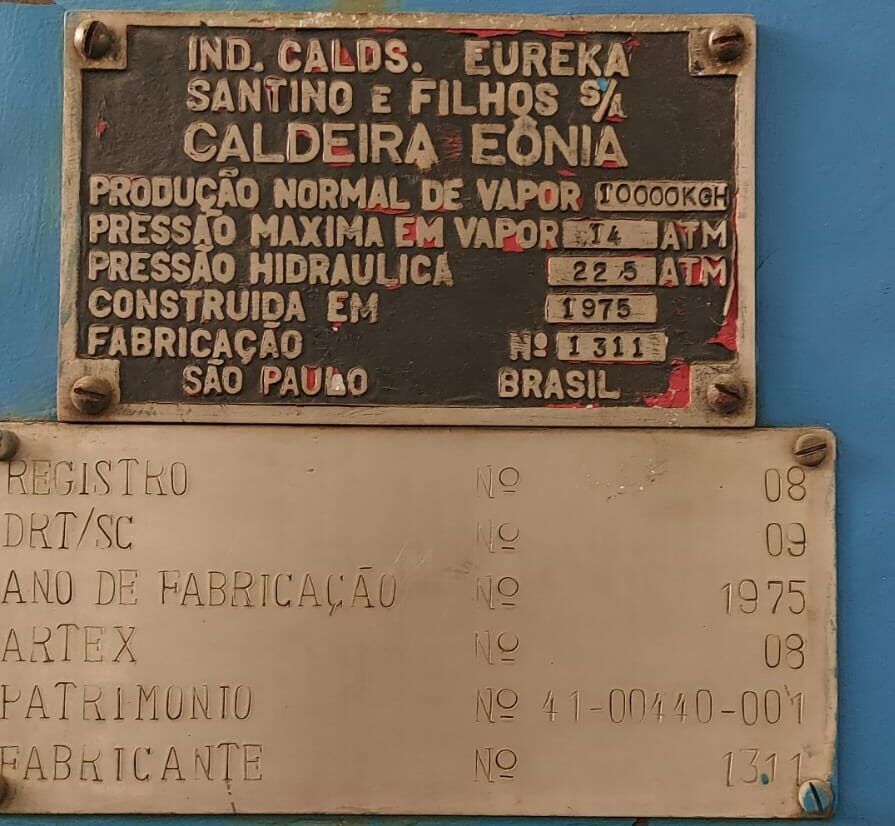 IND. CALDS. EUREKA
SANTINO E FILHOS S/A
CALDEIRA EÔNIA
PRODUÇÃO NORMAL DE VAPOR 10000KGH
PRESSÃO MAXIMA EM VAPOR 14 ATM
PRESSÃO HIDRAULICA 22,5 ATM
CONSTRUIDA EM 1975
FABRICAÇÃO Nº 1311
SÃO PAULO BRASIL
REGISTRO Nº 08
DRT/SC Nº 09
ANO DE FABRICAÇÃO Nº 1975
ARTEX Nº 08
PATRIMONIO Nº 41-00440-001
FABRICANTE Nº 1311